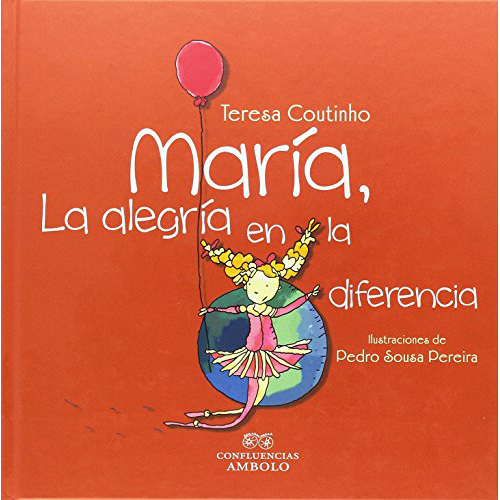 Teresa Coutinho
María,
La alegría en la
diferencia
Ilustraciones de
Pedro Sousa Pereira
CONFLUENCIAS
AMBOLO